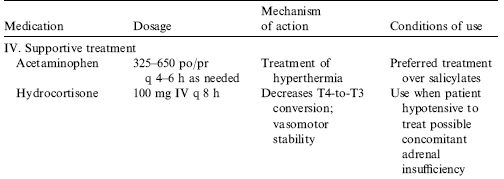 Mechanism
Medication Dosage of action Conditions of use
IV. Supportive treatment
Acetaminophen 325–650 po/pr Treatment of Preferred treatment
q 4–6 h as needed hyperthermia over salicylates
Hydrocortisone 100 mg IV q 8 h Decreases T4-to-T3 Use when patient
conversion; hypotensive to
vasomotor treat possible
stability concomitant
adrenal
insufficiency